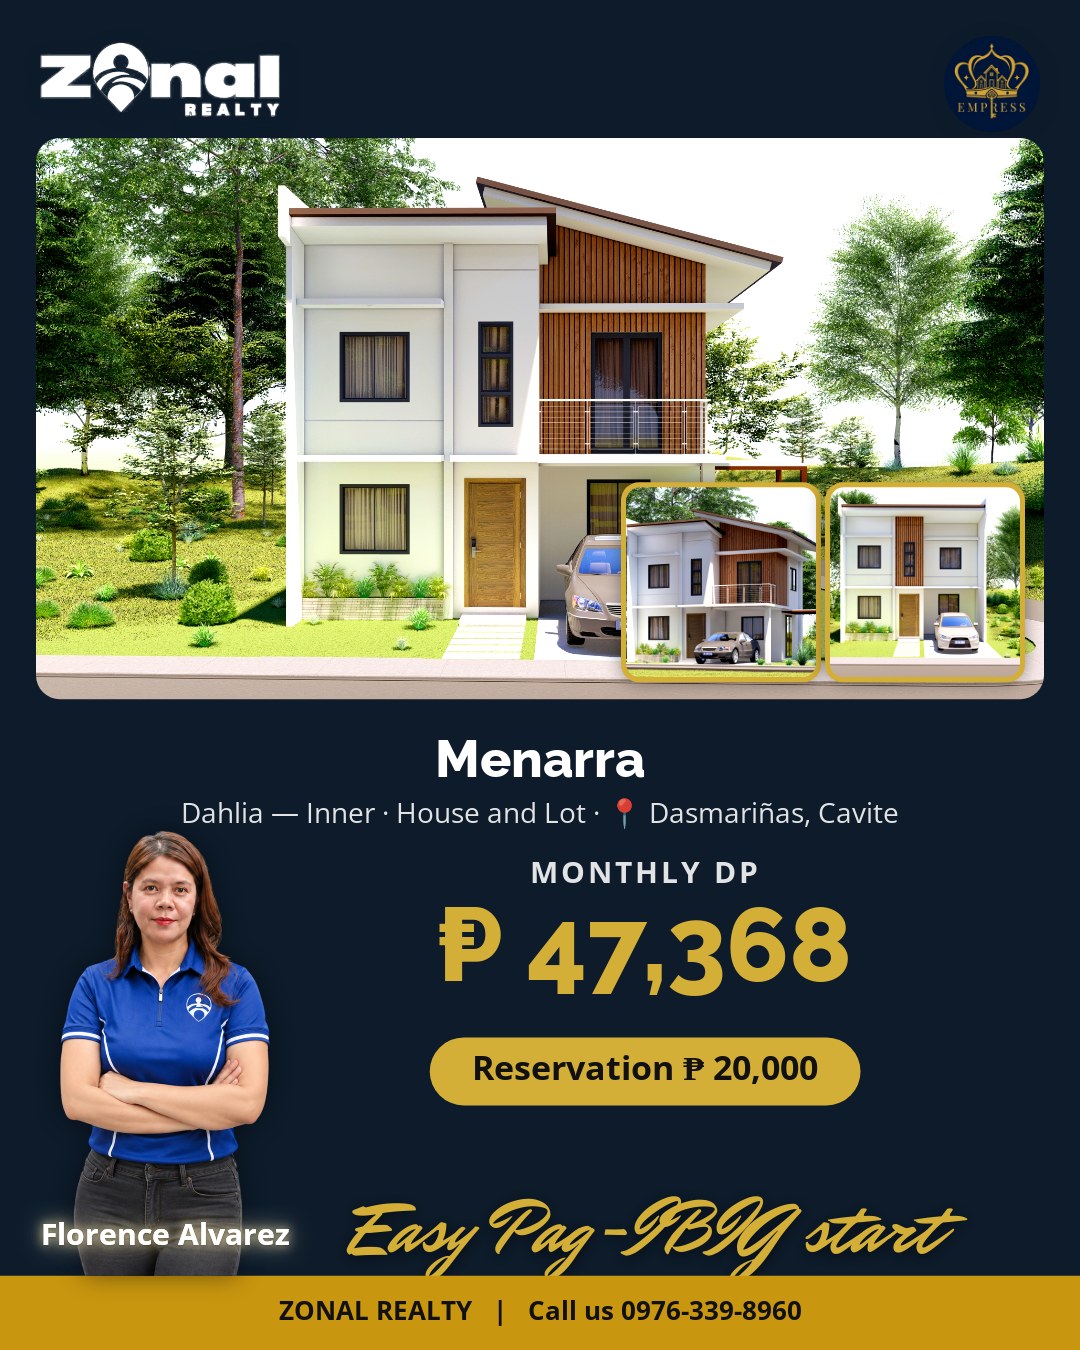 Zonal
REALTY
EMPRESS
Menarra
Dahlia — Inner · House and Lot · 📍 Dasmariñas, Cavite
MONTHLY DP
₱ 47,368
Reservation ₱ 20,000
Florence Alvarez
Easy Pag-IBIG start
ZONAL REALTY | Call us 0976-339-8960